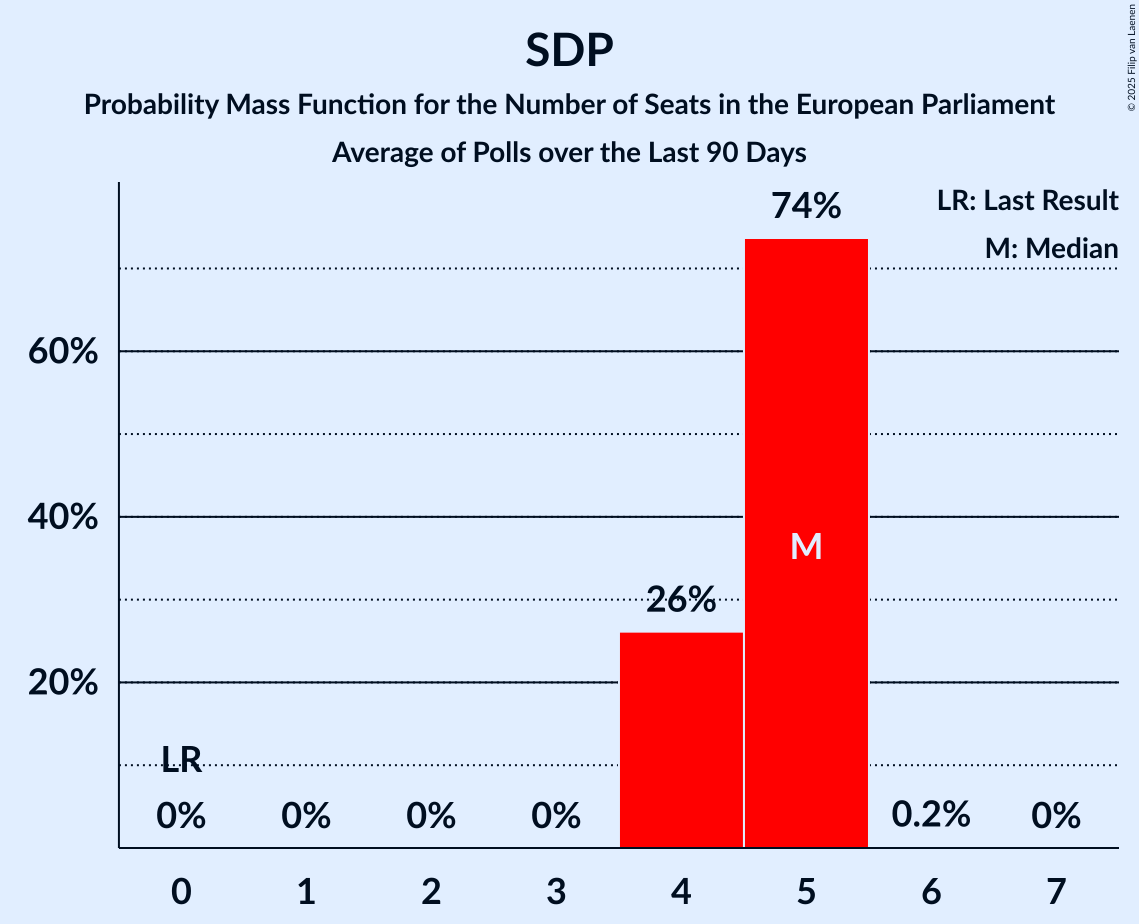 SDP
Probability Mass Function for the Number of Seats in the European Parliament
Average of Polls over the Last 90 Days
© 2025 Filip van Laenen
LR: Last Result
M: Median
74%
60%
40%
20%
M
26%
LR
0% 0% 0% 0% 0.2% 0%
0 1 2 3 4 5 6 7